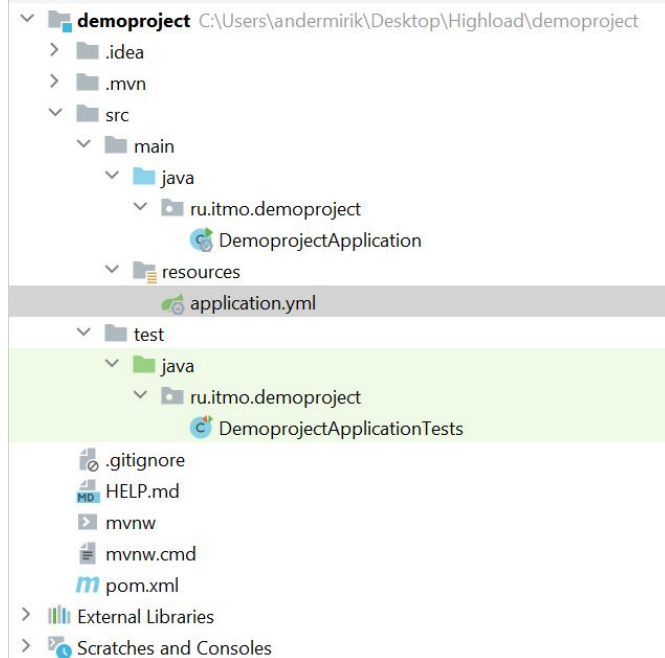 demoproject C:\Users\andermirik\Desktop\Highload\demoproject
.idea
.mvn
src
main
java
ru.itmo.demoproject
C DemoprojectApplication
resources
application.yml
test
java
ru.itmo.demoproject
C DemoprojectApplicationTests
.gitignore
MD HELP.md
mvnw
mvnw.cmd
m pom.xml
External Libraries
Scratches and Consoles